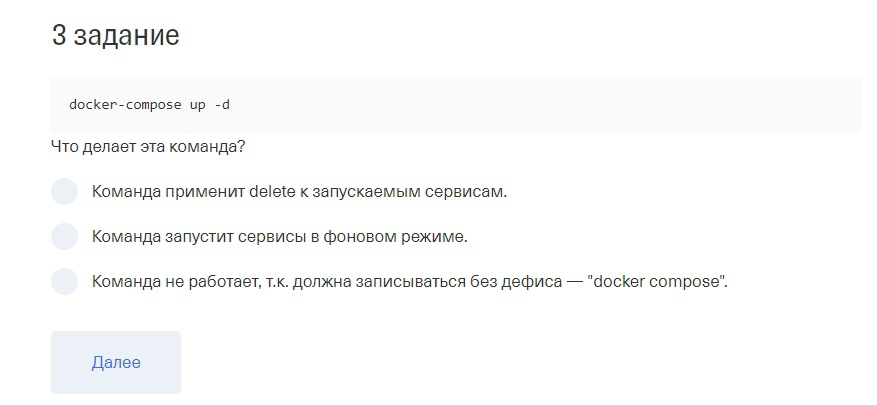 3 задание
docker-compose up -d
Что делает эта команда?
Команда применит delete к запускаемым сервисам.
Команда запустит сервисы в фоновом режиме.
Команда не работает, т.к. должна записываться без дефиса — "docker compose".
Далее